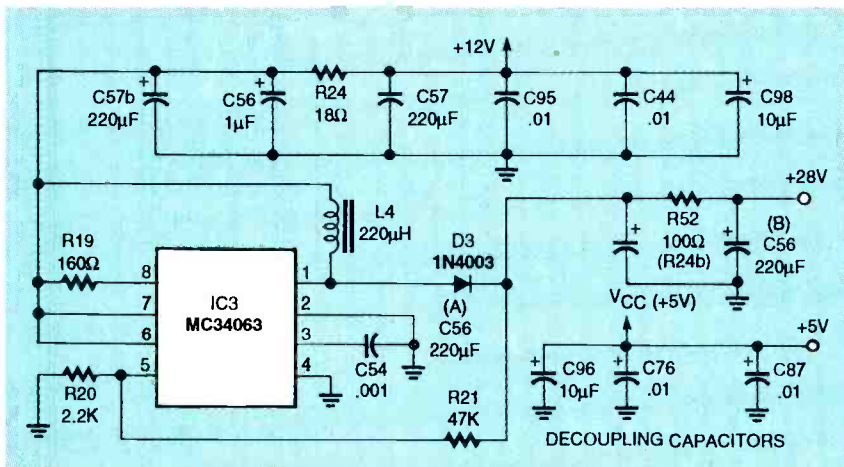 +12V
C57b
220µF
C56
1µF
R24
18Ω
C57
220µF
C95
.01
C44
.01
C98
10µF
+28V
L4
220µH
R19
160Ω
D3
1N4003
R52
100Ω
(R24b)
(B)
C56
220µF
8
7
6
5
IC3
MC34063
1
2
3
4
(A)
C56
220µF
C54
.001
R20
2.2K
R21
47K
VCC (+5V)
+5V
C96
10µF
C76
.01
C87
.01
DECOUPLING CAPACITORS